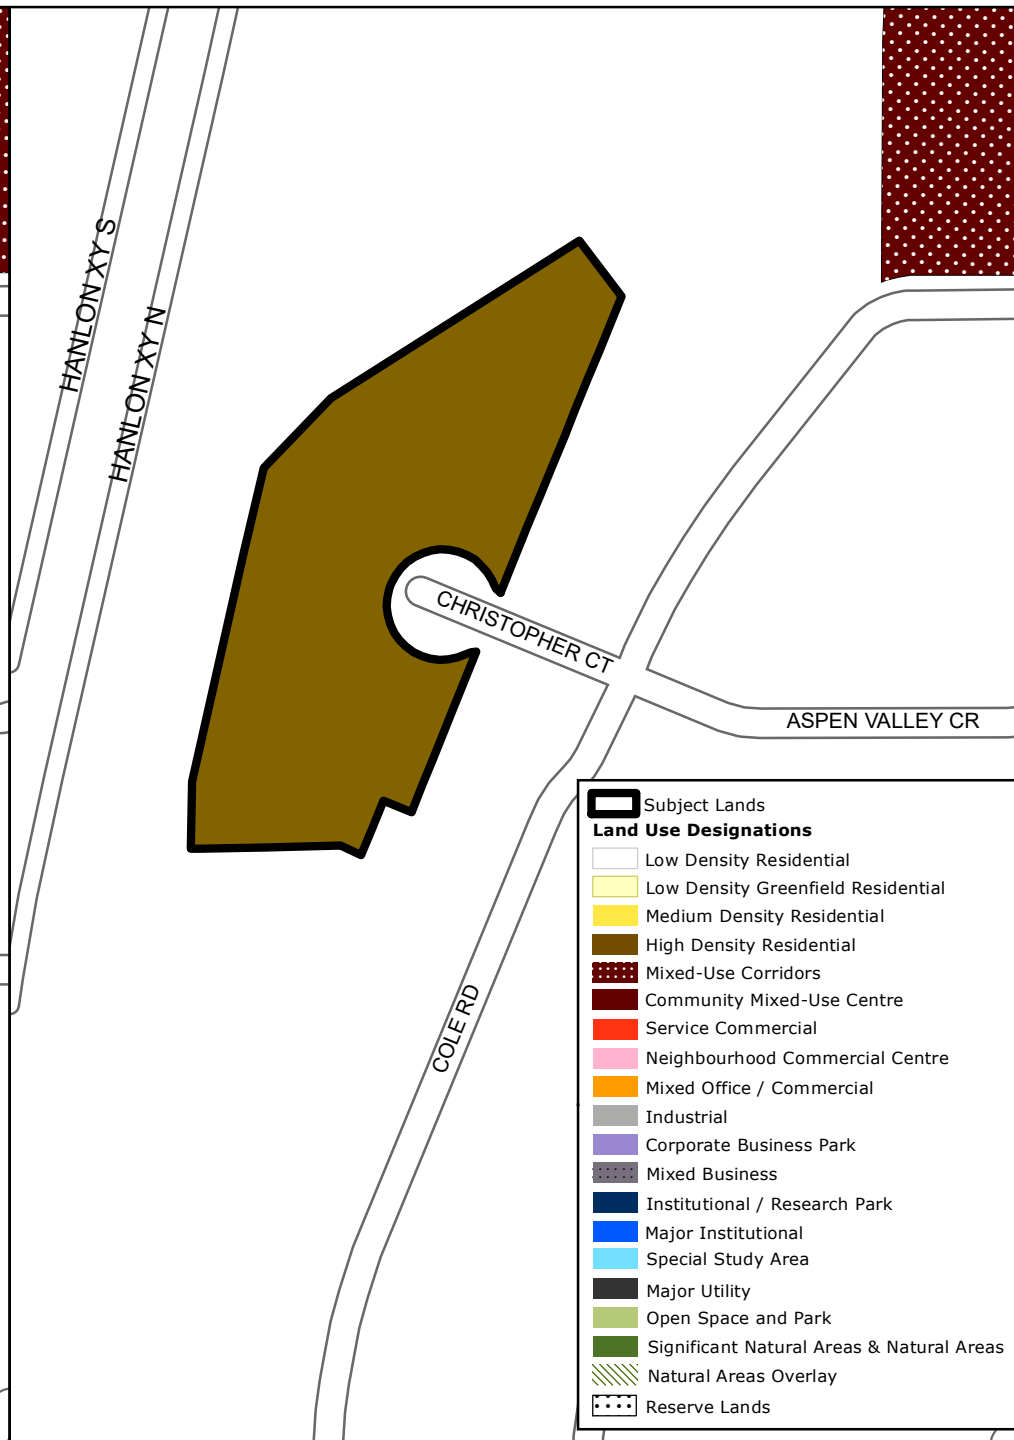 HANLON XY S
HANLON XY N
CHRISTOPHER CT
ASPEN VALLEY CR
COLE RD
Subject Lands
Land Use Designations
Low Density Residential
Low Density Greenfield Residential
Medium Density Residential
High Density Residential
Mixed-Use Corridors
Community Mixed-Use Centre
Service Commercial
Neighbourhood Commercial Centre
Mixed Office / Commercial
Industrial
Corporate Business Park
Mixed Business
Institutional / Research Park
Major Institutional
Special Study Area
Major Utility
Open Space and Park
Significant Natural Areas & Natural Areas
Natural Areas Overlay
Reserve Lands